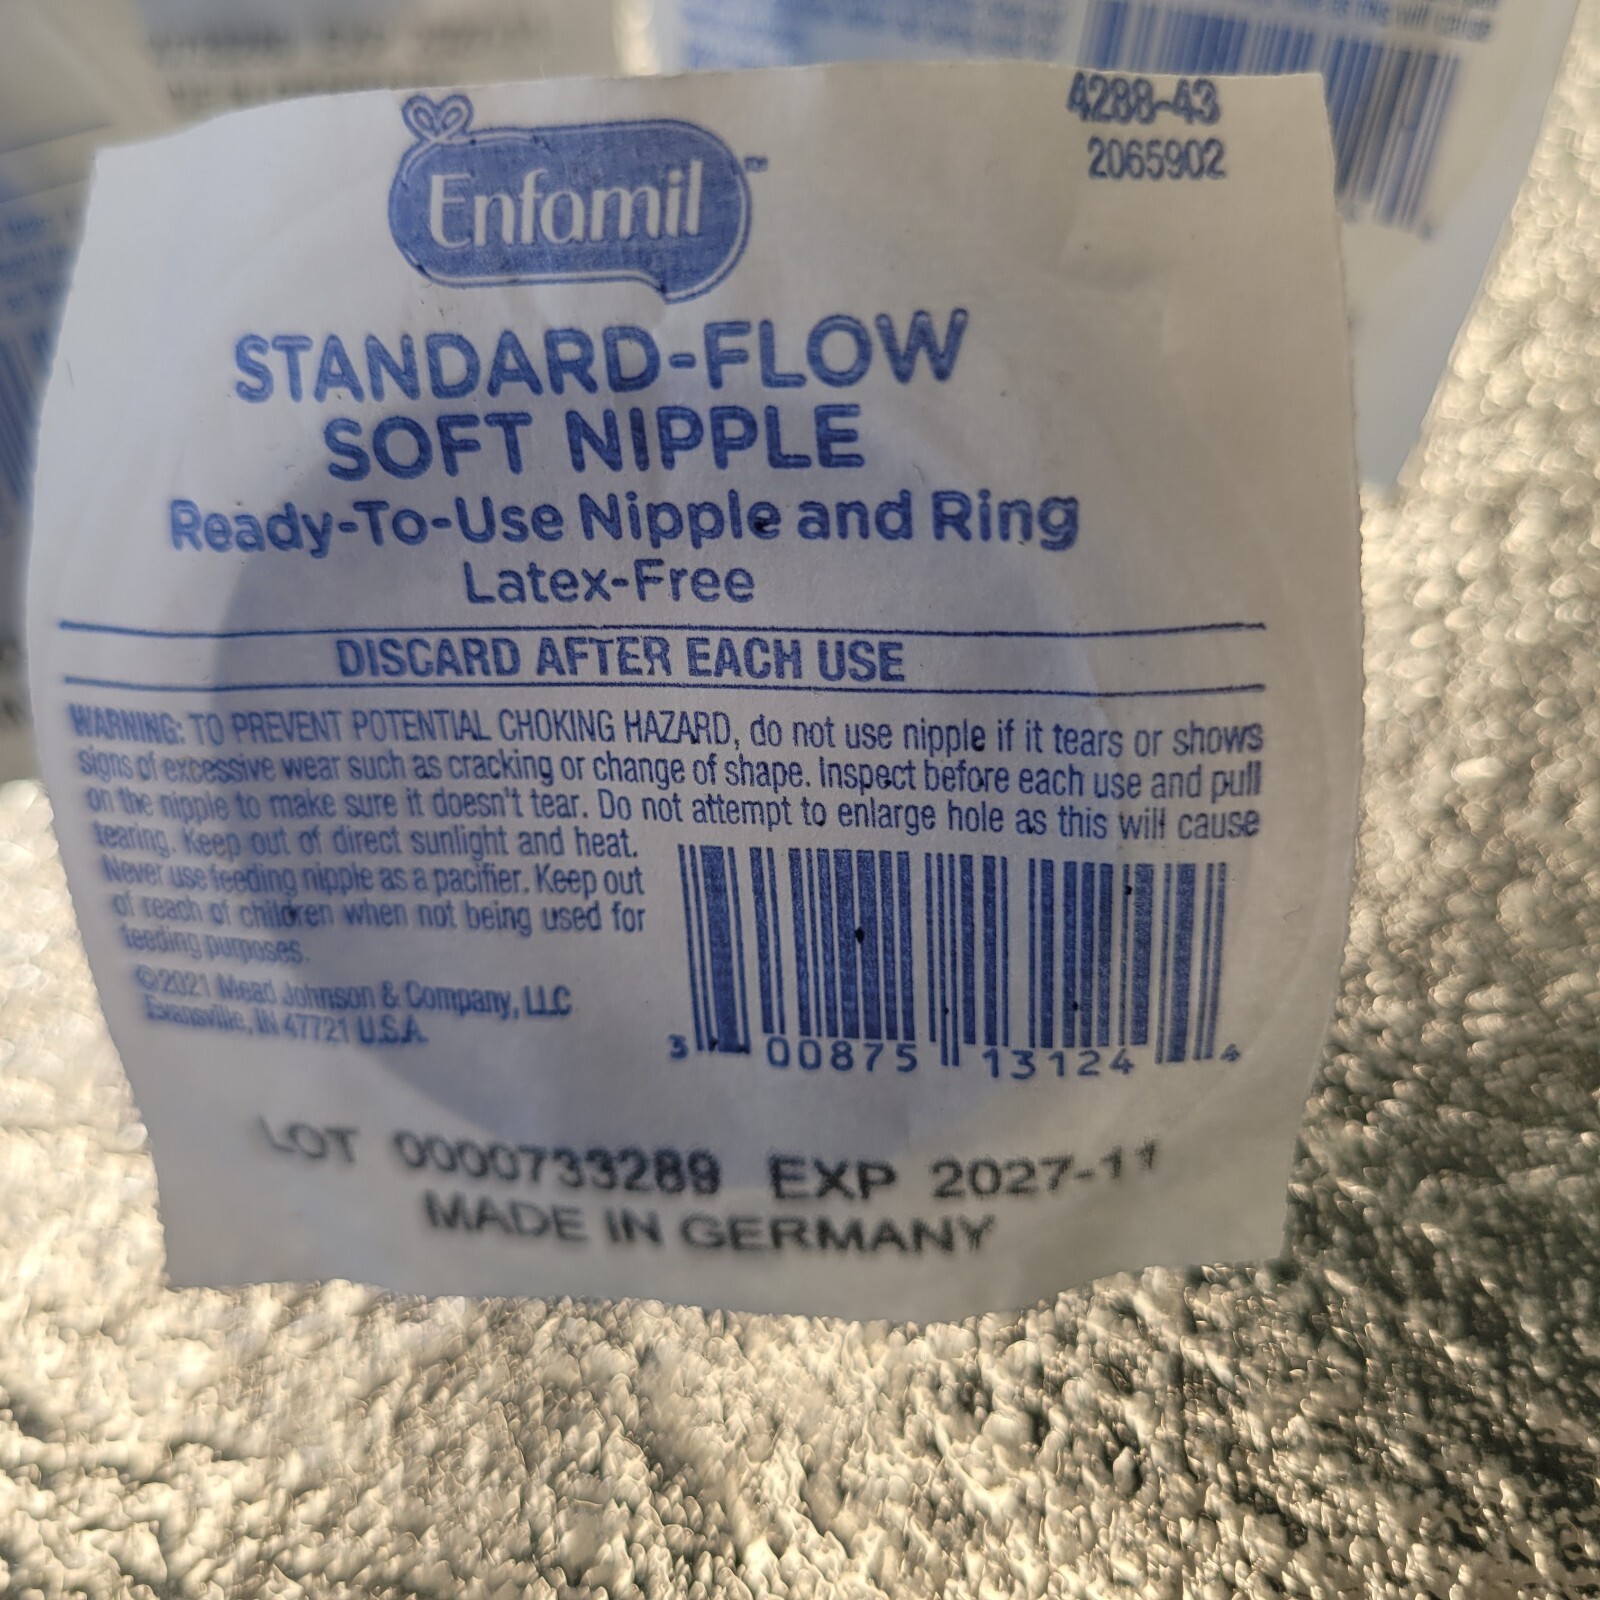 4288-43
2065902
Enfamil™
STANDARD-FLOW
SOFT NIPPLE
Ready-To-Use Nipple and Ring
Latex-Free
DISCARD AFTER EACH USE
WARNING: TO PREVENT POTENTIAL CHOKING HAZARD, do not use nipple if it tears or shows
signs of excessive wear such as cracking or change of shape. Inspect before each use and pull
on the nipple to make sure it doesn't tear. Do not attempt to enlarge hole as this will cause
tearing. Keep out of direct sunlight and heat.
Never use feeding nipple as a pacifier. Keep out
of reach of children when not being used for
feeding purposes.
©2021 Mead Johnson & Company, LLC
Evansville, IN 47721 U.S.A.
3 00875 13124 4
LOT 0000733289 EXP 2027-11
MADE IN GERMANY